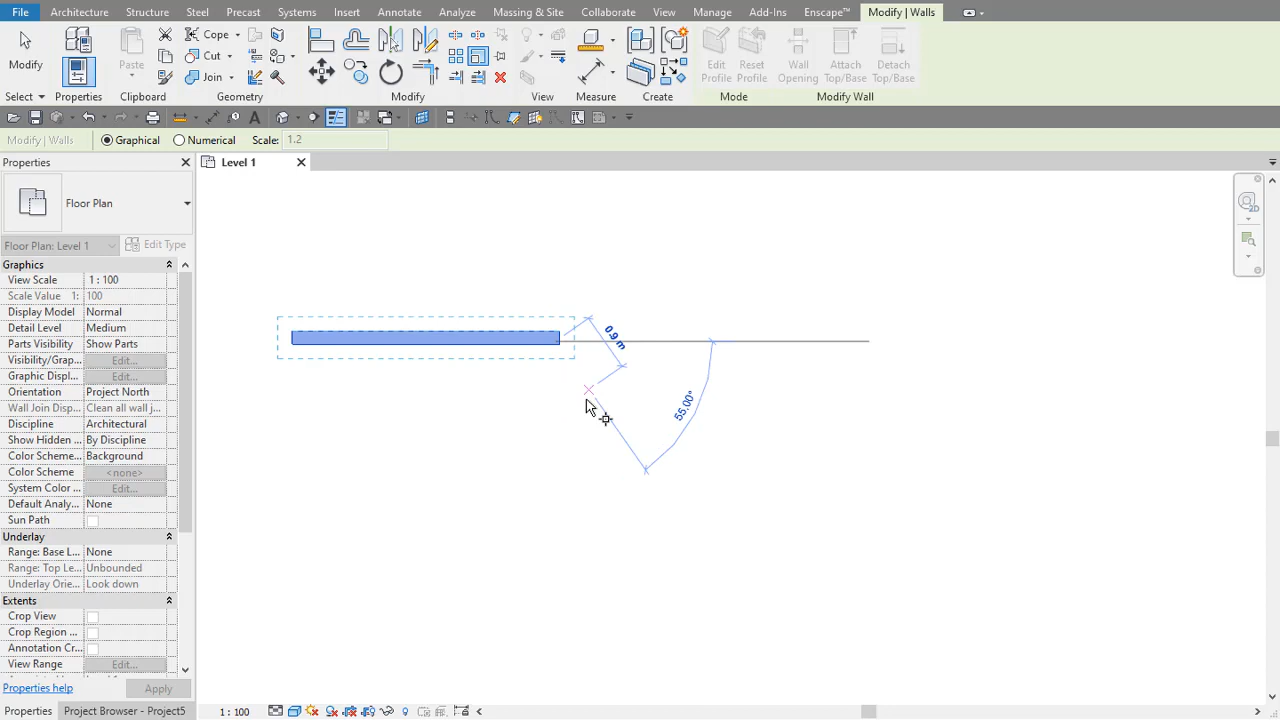 File Architecture Structure Steel Precast Systems Insert Annotate Analyze Massing & Site Collaborate View Manage Add-Ins Enscape™ Modify | Walls
Modify Paste Cope Cut Join Edit Profile Reset Profile Wall Opening Attach Top/Base Detach Top/Base
Select Properties Clipboard Geometry Modify View Measure Create Mode Modify Wall
Modify | Walls Graphical Numerical Scale: 1.2
Properties Level 1
Floor Plan
Floor Plan: Level 1 Edit Type
Graphics
View Scale 1 : 100
Scale Value 1: 100
Display Model Normal
Detail Level Medium
Parts Visibility Show Parts
Visibility/Grap... Edit...
Graphic Displ... Edit...
Orientation Project North
Wall Join Disp... Clean all wall j...
Discipline Architectural
Show Hidden ... By Discipline
Color Scheme ... Background
Color Scheme <none>
System Color ... Edit...
Default Analy... None
Sun Path
Underlay
Range: Base L... None
Range: Top Le... Unbounded
Underlay Orie... Look down
Extents
Crop View
Crop Region ...
Annotation Cr...
View Range Edit...
Properties help Apply
Properties Project Browser - Project5
1 : 100
0.9 m
55.00°
2D